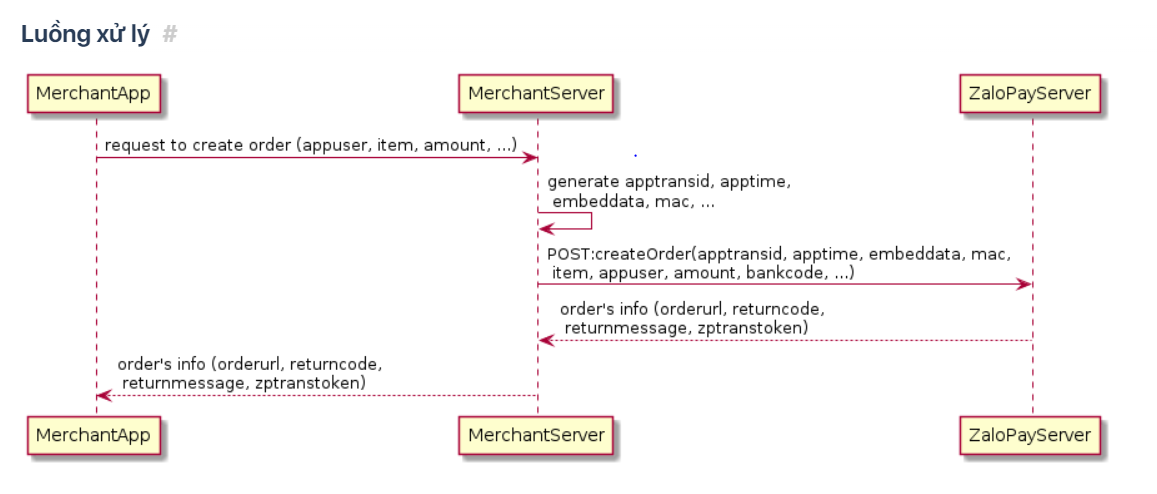 Luồng xử lý #
MerchantApp
MerchantServer
ZaloPayServer
request to create order (appuser, item, amount, ...)
generate apptransid, apptime,
embeddata, mac, ...
POST:createOrder(apptransid, apptime, embeddata, mac,
item, appuser, amount, bankcode, ...)
order's info (orderurl, returncode,
returnmessage, zptranstoken)
order's info (orderurl, returncode,
returnmessage, zptranstoken)
MerchantApp
MerchantServer
ZaloPayServer